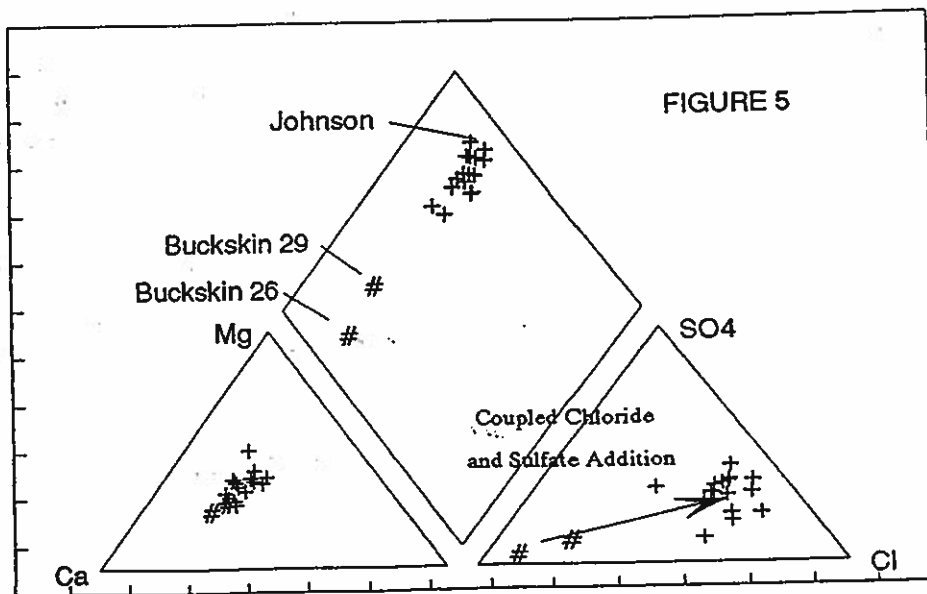 FIGURE 5
Johnson
Buckskin 29
Buckskin 26
Mg
SO4
Coupled Chloride
and Sulfate Addition
Ca
Cl